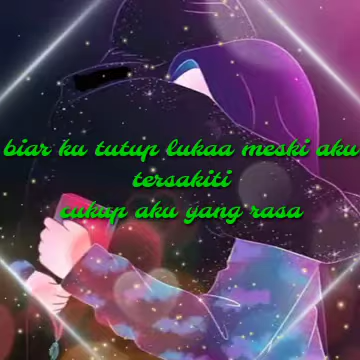 biar ku tutup lukaa meski aku
tersakiti
cukup aku yang rasa